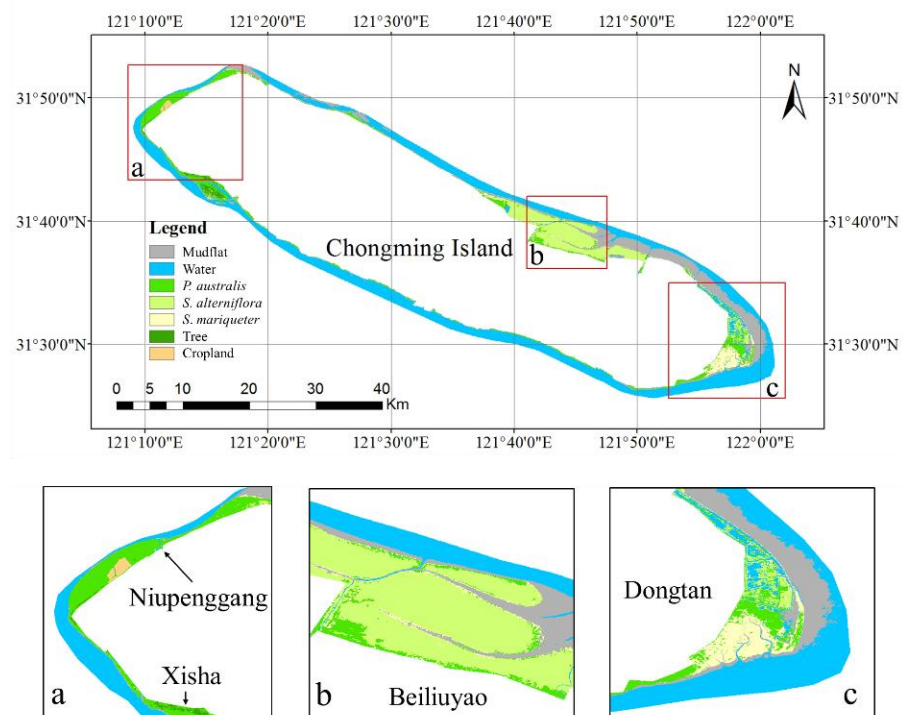 121°10'0"E 121°20'0"E 121°30'0"E 121°40'0"E 121°50'0"E 122°0'0"E
N
31°50'0"N 31°50'0"N
a
31°40'0"N 31°40'0"N
Legend
Mudflat
Water
P. australis
S. alterniflora
S. mariqueter
Tree
Cropland
Chongming Island
b
31°30'0"N 31°30'0"N
c
0 5 10 20 30 40
Km
121°10'0"E 121°20'0"E 121°30'0"E 121°40'0"E 121°50'0"E 122°0'0"E
Niupenggang
Xisha
a
b
Beiliuyao
Dongtan
c